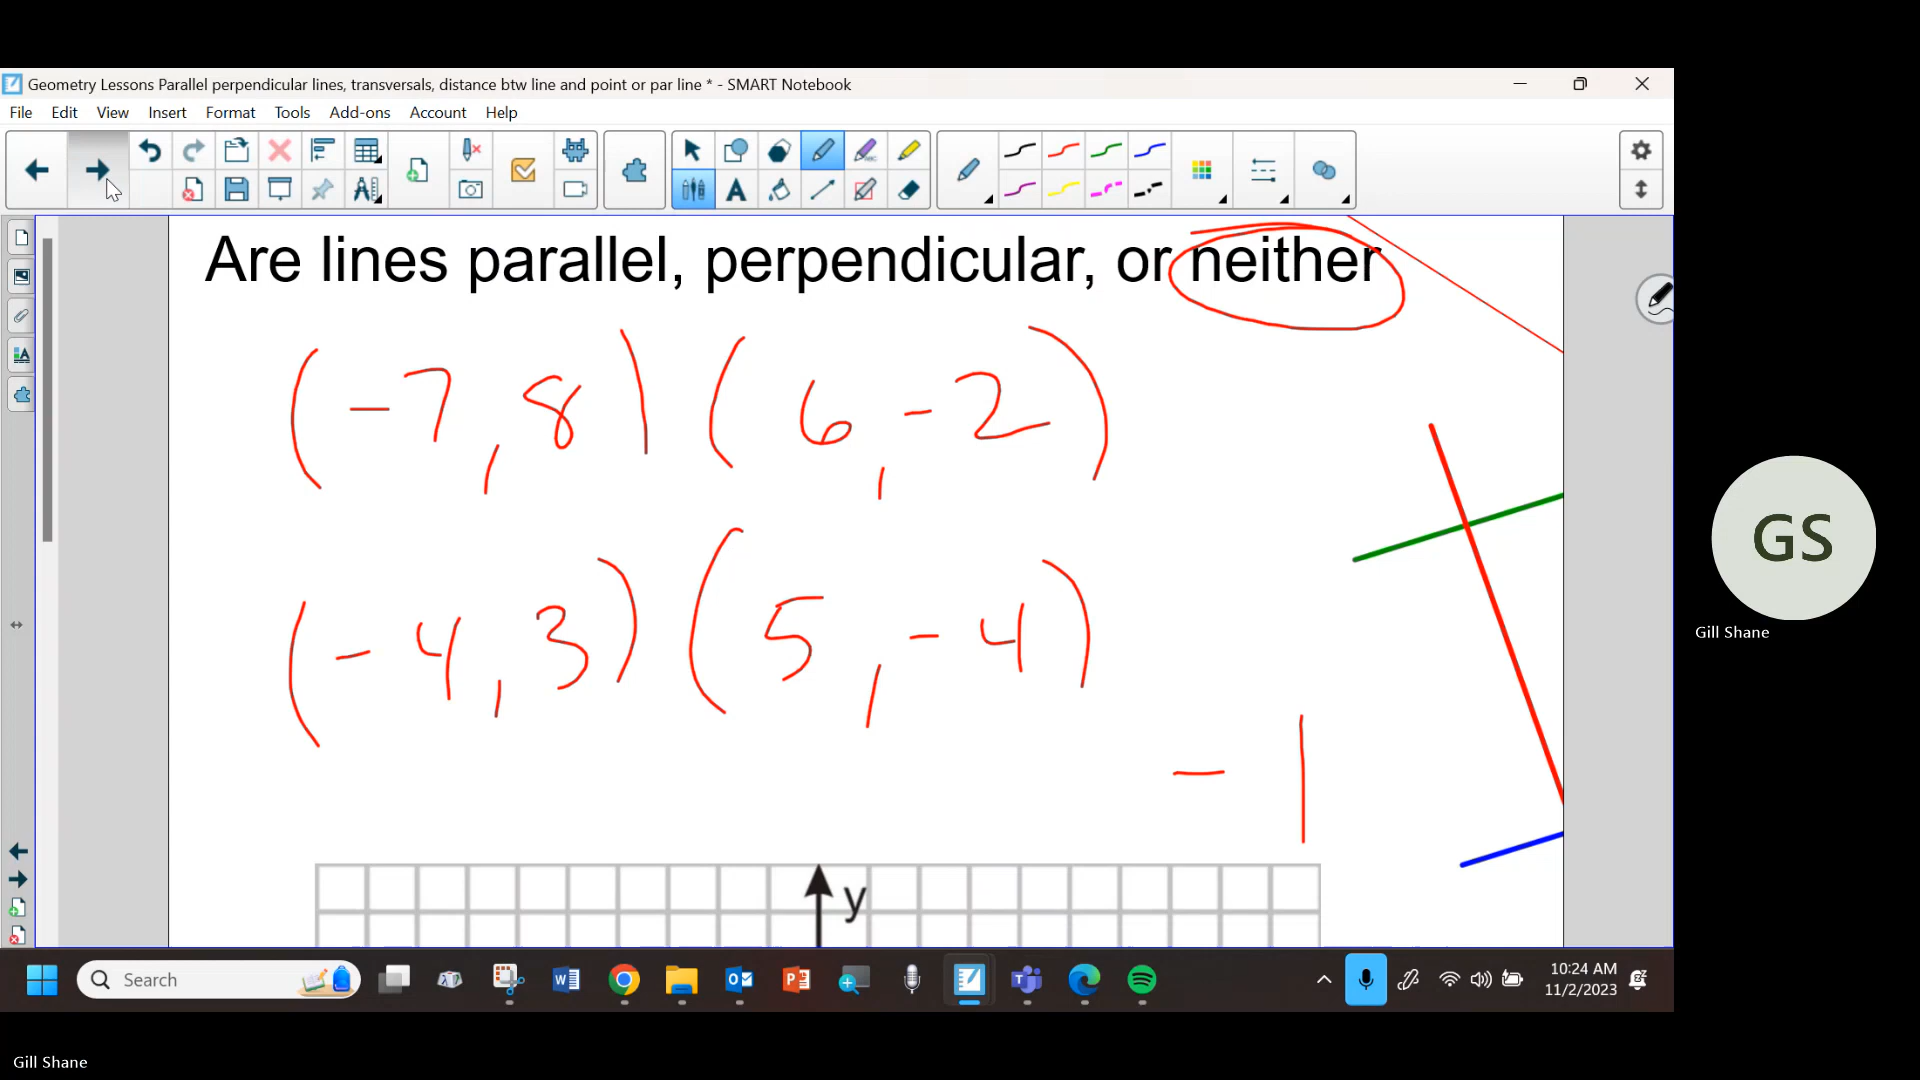 Geometry Lessons Parallel perpendicular lines, transversals, distance btw line and point or par line * - SMART Notebook
File Edit View Insert Format Tools Add-ons Account Help
Are lines parallel, perpendicular, or neither
(-7,8) (6,-2)
(-4,3) (5,-4)
- 1
y
GS
Gill Shane
Search
10:24 AM
11/2/2023
Gill Shane